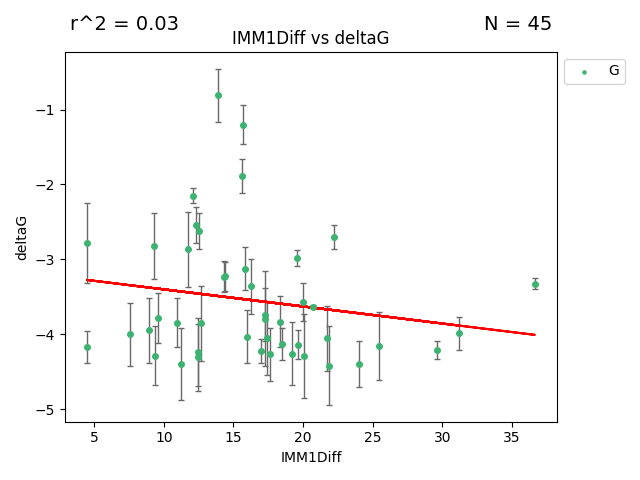 r^2 = 0.03
N = 45
IMM1Diff vs deltaG
G
−1
−2
−3
−4
−5
deltaG
5 10 15 20 25 30 35
IMM1Diff